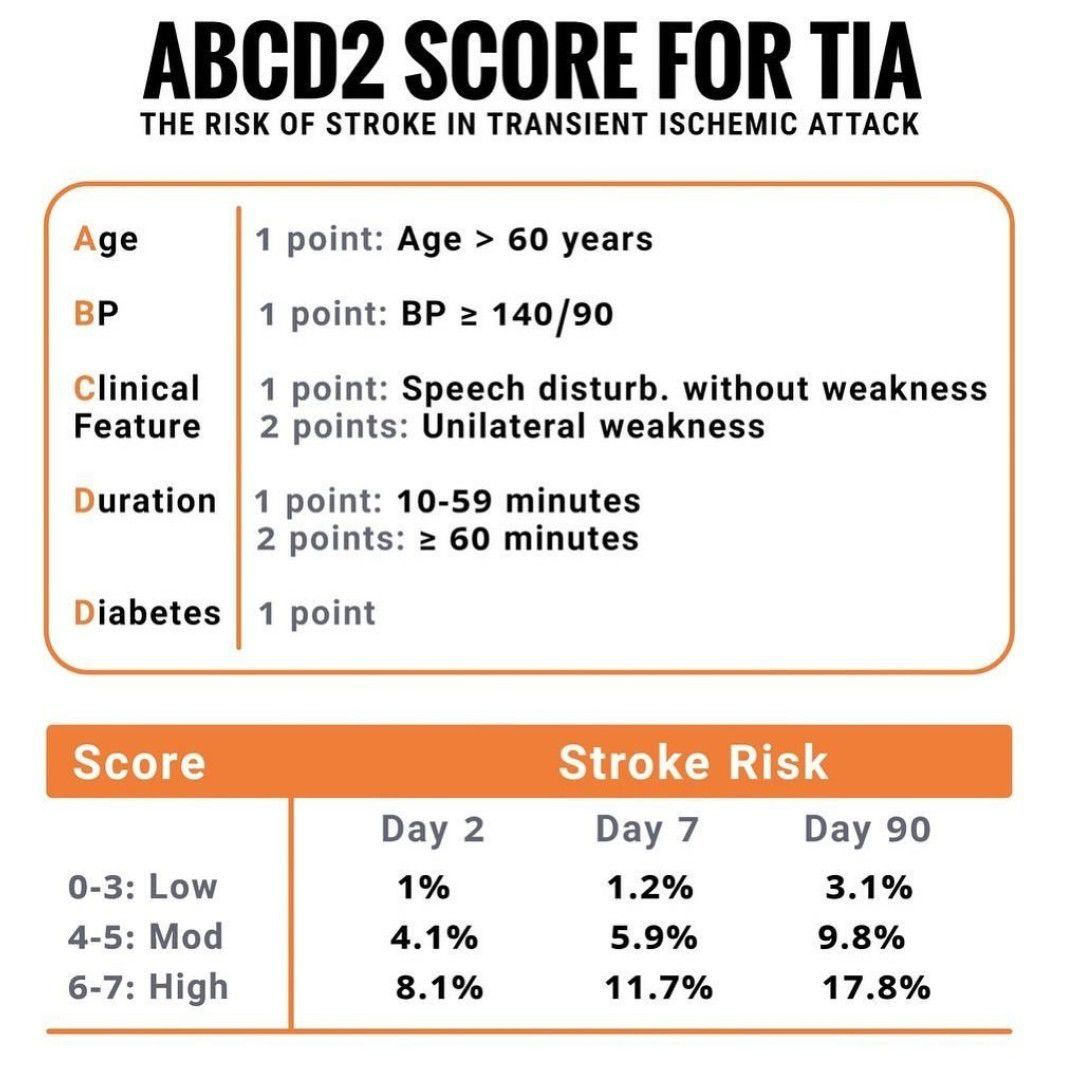 ABCD2 SCORE FOR TIA
THE RISK OF STROKE IN TRANSIENT ISCHEMIC ATTACK
Age 1 point: Age > 60 years
BP 1 point: BP ≥ 140/90
Clinical 1 point: Speech disturb. without weakness
Feature 2 points: Unilateral weakness
Duration 1 point: 10-59 minutes
2 points: ≥ 60 minutes
Diabetes 1 point
Score Stroke Risk
Day 2 Day 7 Day 90
0-3: Low 1% 1.2% 3.1%
4-5: Mod 4.1% 5.9% 9.8%
6-7: High 8.1% 11.7% 17.8%